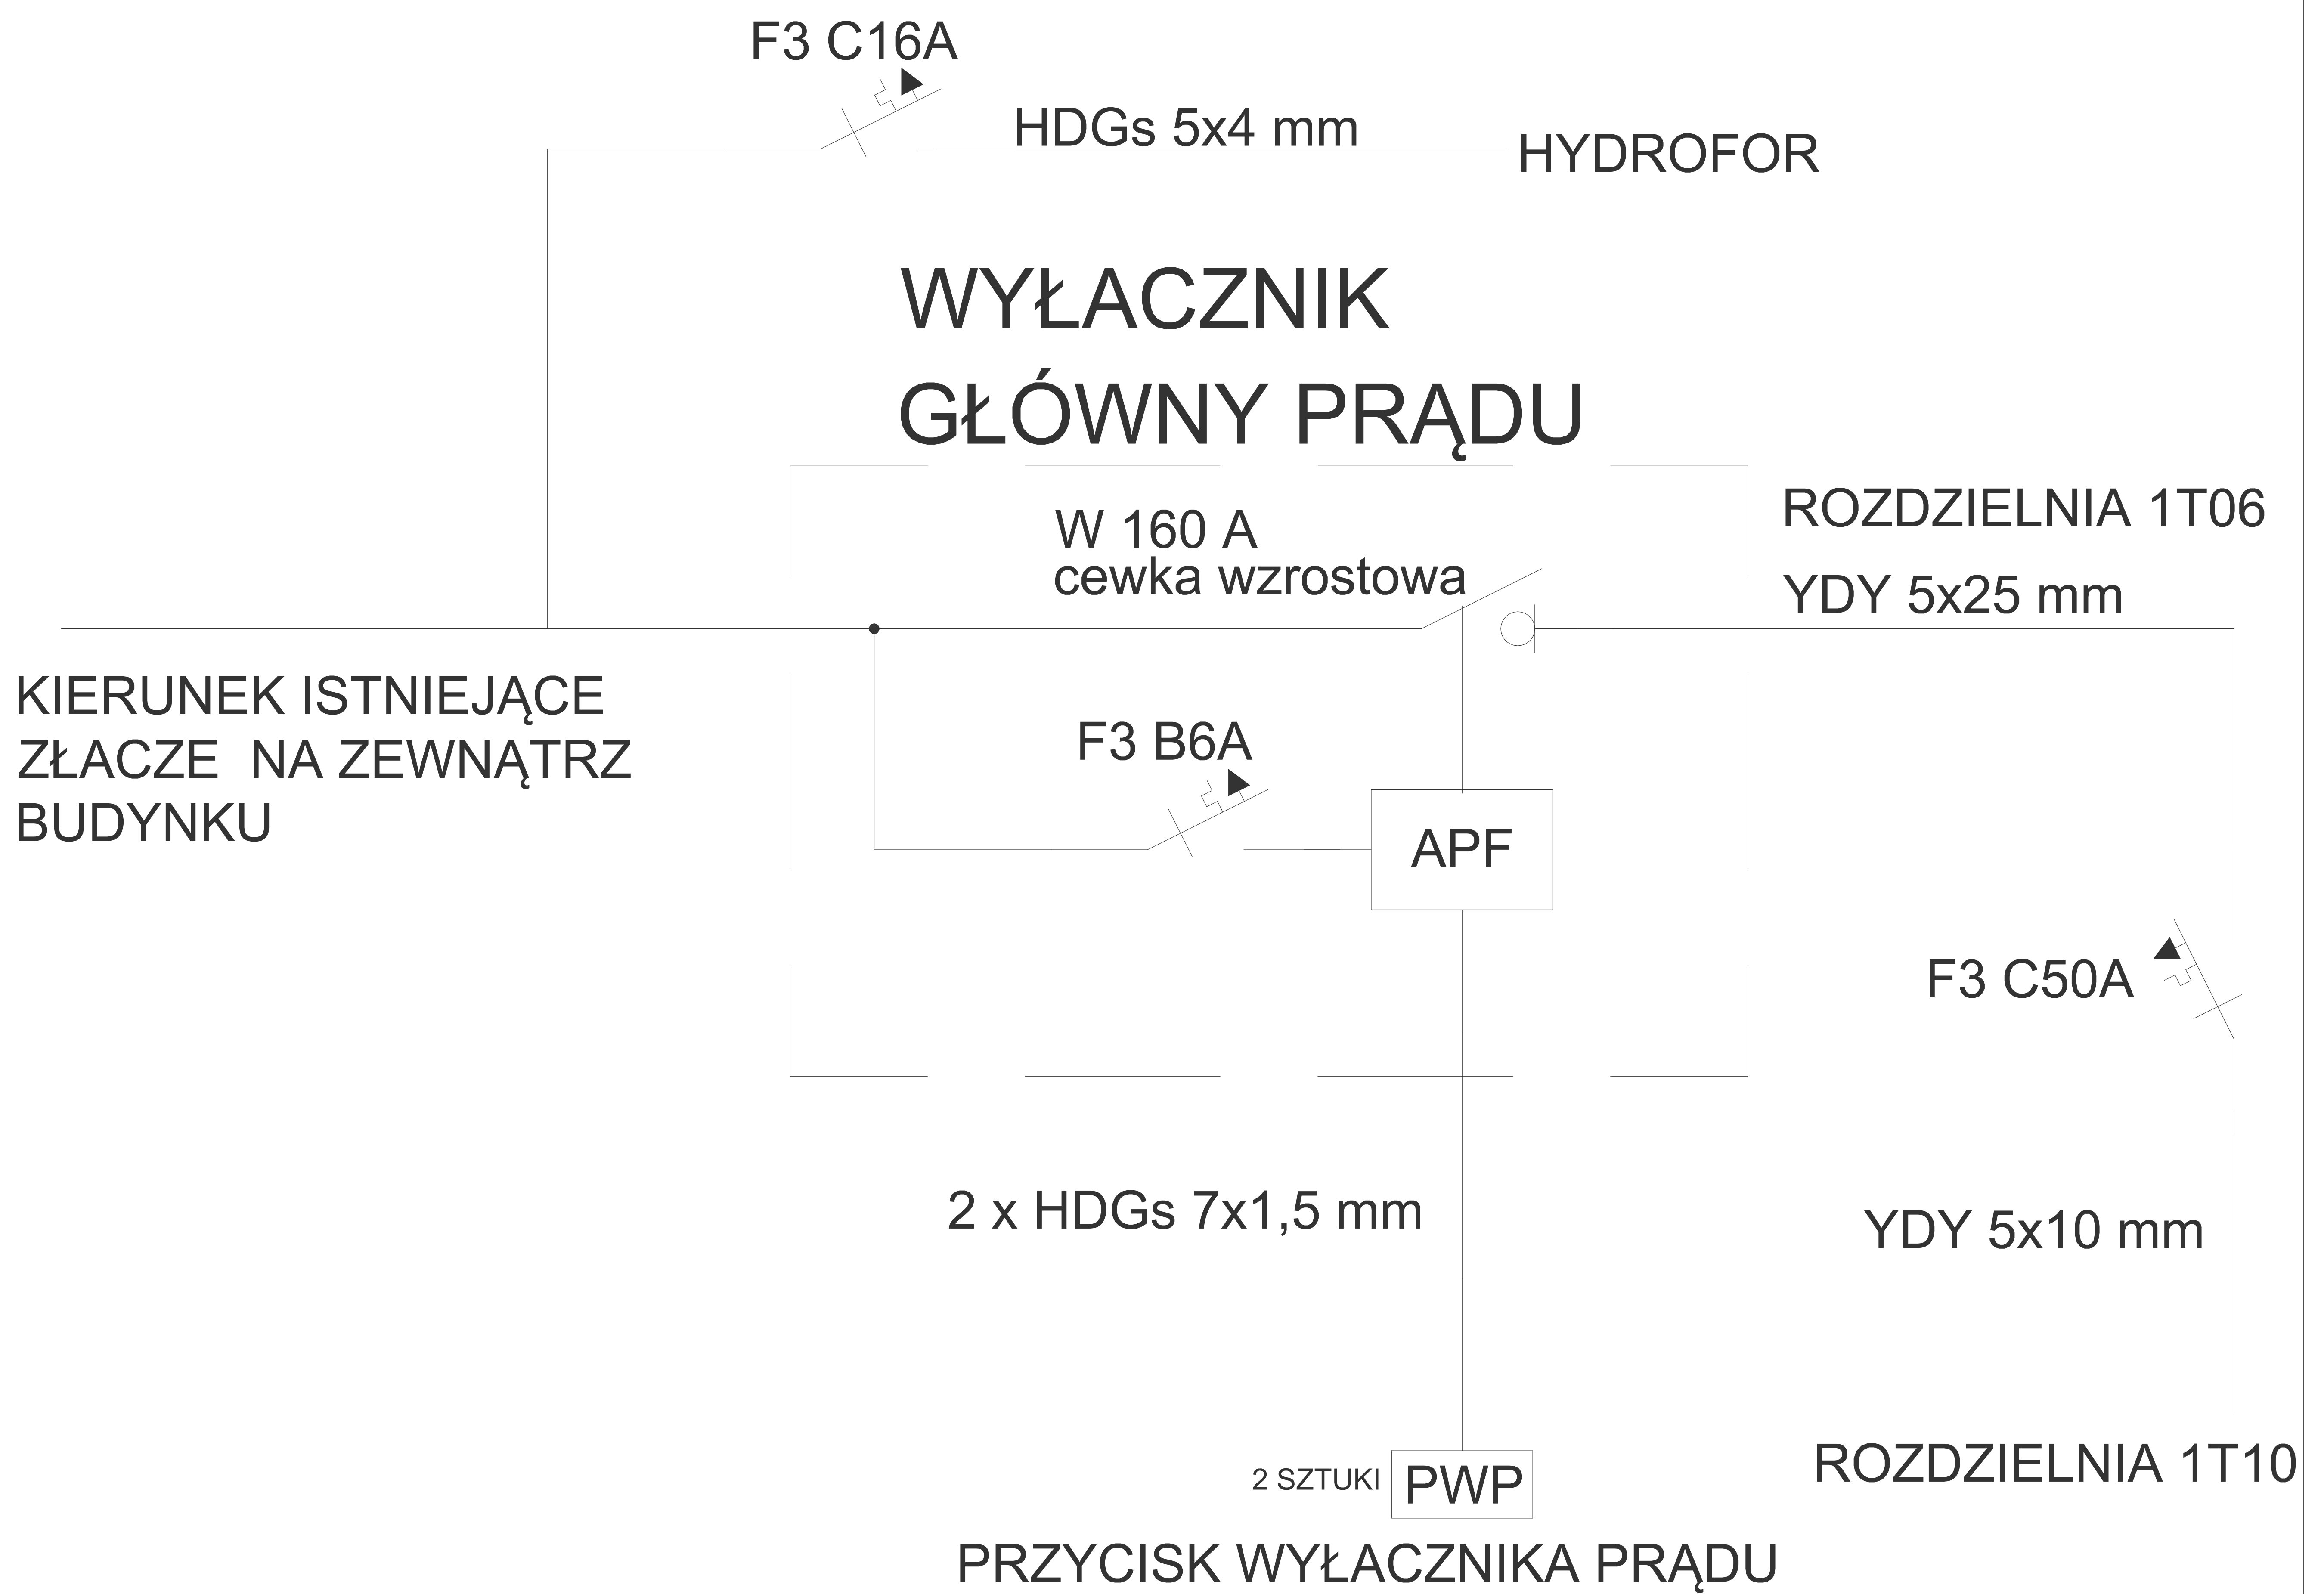 F3 C16A
HDGs 5x4 mm
HYDROFOR
WYŁACZNIK
GŁÓWNY PRĄDU
W 160 A
cewka wzrostowa
ROZDZIELNIA 1T06
YDY 5x25 mm
KIERUNEK ISTNIEJĄCE
ZŁACZE NA ZEWNĄTRZ
BUDYNKU
F3 B6A
APF
F3 C50A
2 x HDGs 7x1,5 mm
YDY 5x10 mm
ROZDZIELNIA 1T10
2 SZTUKI
PWP
PRZYCISK WYŁACZNIKA PRĄDU